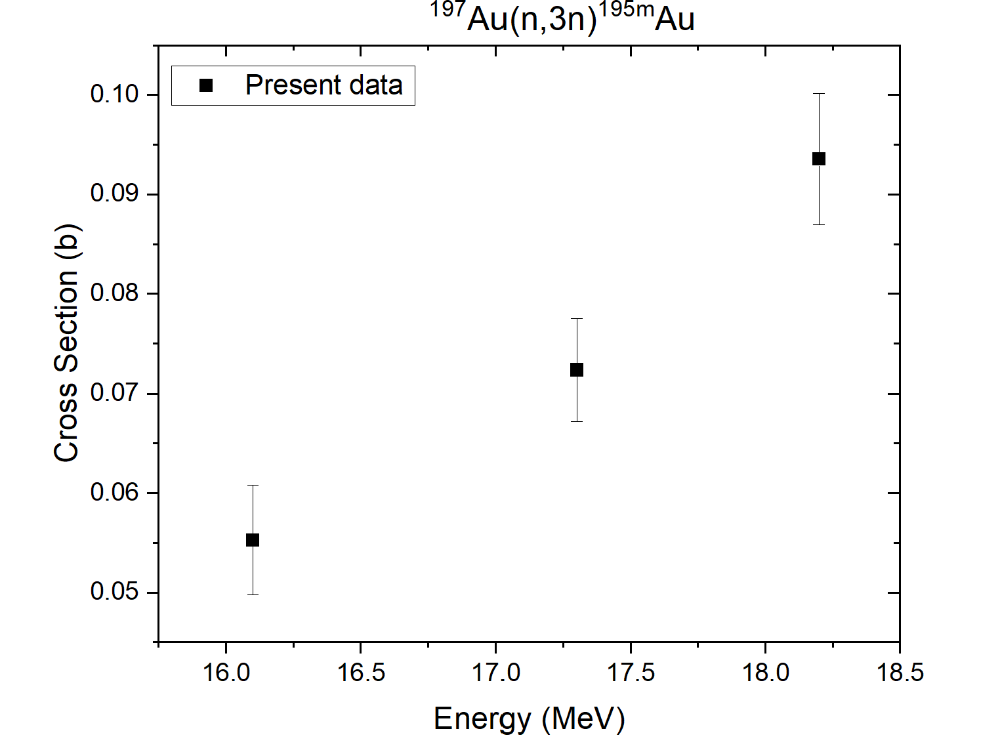 ¹⁹⁷Au(n,3n)¹⁹⁵ᵐAu
Present data
0.10
0.09
0.08
0.07
0.06
0.05
Cross Section (b)
16.0 16.5 17.0 17.5 18.0 18.5
Energy (MeV)